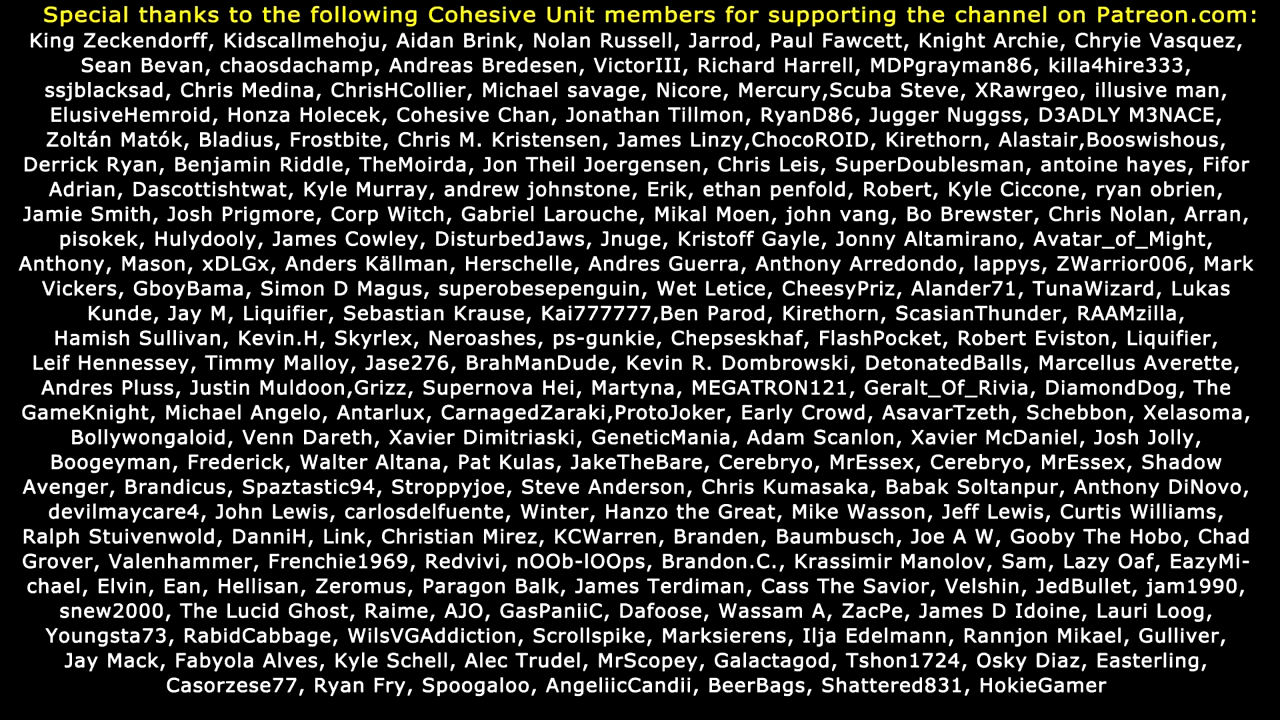 Special thanks to the following Cohesive Unit members for supporting the channel on Patreon.com:
King Zeckendorff, Kidscallmehoju, Aidan Brink, Nolan Russell, Jarrod, Paul Fawcett, Knight Archie, Chryie Vasquez,
Sean Bevan, chaosdachamp, Andreas Bredesen, VictorIII, Richard Harrell, MDPgrayman86, killa4hire333,
ssjblacksad, Chris Medina, ChrisHCollier, Michael savage, Nicore, Mercury,Scuba Steve, XRawrgeo, illusive man,
ElusiveHemroid, Honza Holecek, Cohesive Chan, Jonathan Tillmon, RyanD86, Jugger Nuggss, D3ADLY M3NACE,
Zoltán Matók, Bladius, Frostbite, Chris M. Kristensen, James Linzy,ChocoROID, Kirethorn, Alastair,Booswishous,
Derrick Ryan, Benjamin Riddle, TheMoirda, Jon Theil Joergensen, Chris Leis, SuperDoublesman, antoine hayes, Fifor
Adrian, Dascottishtwat, Kyle Murray, andrew johnstone, Erik, ethan penfold, Robert, Kyle Ciccone, ryan obrien,
Jamie Smith, Josh Prigmore, Corp Witch, Gabriel Larouche, Mikal Moen, john vang, Bo Brewster, Chris Nolan, Arran,
pisokek, Hulydooly, James Cowley, DisturbedJaws, Jnuge, Kristoff Gayle, Jonny Altamirano, Avatar_of_Might,
Anthony, Mason, xDLGx, Anders Källman, Herschelle, Andres Guerra, Anthony Arredondo, lappys, ZWarrior006, Mark
Vickers, GboyBama, Simon D Magus, superobesepenguin, Wet Letice, CheesyPriz, Alander71, TunaWizard, Lukas
Kunde, Jay M, Liquifier, Sebastian Krause, Kai777777,Ben Parod, Kirethorn, ScasianThunder, RAAMzilla,
Hamish Sullivan, Kevin.H, Skyrlex, Neroashes, ps-gunkie, Chepseskhaf, FlashPocket, Robert Eviston, Liquifier,
Leif Hennessey, Timmy Malloy, Jase276, BrahManDude, Kevin R. Dombrowski, DetonatedBalls, Marcellus Averette,
Andres Pluss, Justin Muldoon,Grizz, Supernova Hei, Martyna, MEGATRON121, Geralt_Of_Rivia, DiamondDog, The
GameKnight, Michael Angelo, Antarlux, CarnagedZaraki,ProtoJoker, Early Crowd, AsavarTzeth, Schebbon, Xelasoma,
Bollywongaloid, Venn Dareth, Xavier Dimitriaski, GeneticMania, Adam Scanlon, Xavier McDaniel, Josh Jolly,
Boogeyman, Frederick, Walter Altana, Pat Kulas, JakeTheBare, Cerebryo, MrEssex, Cerebryo, MrEssex, Shadow
Avenger, Brandicus, Spaztastic94, Stroppyjoe, Steve Anderson, Chris Kumasaka, Babak Soltanpur, Anthony DiNovo,
devilmaycare4, John Lewis, carlosdelfuente, Winter, Hanzo the Great, Mike Wasson, Jeff Lewis, Curtis Williams,
Ralph Stuivenwold, DanniH, Link, Christian Mirez, KCWarren, Branden, Baumbusch, Joe A W, Gooby The Hobo, Chad
Grover, Valenhammer, Frenchie1969, Redvivi, nOOb-lOOps, Brandon.C., Krassimir Manolov, Sam, Lazy Oaf, EazyMi-
chael, Elvin, Ean, Hellisan, Zeromus, Paragon Balk, James Terdiman, Cass The Savior, Velshin, JedBullet, jam1990,
snew2000, The Lucid Ghost, Raime, AJO, GasPaniiC, Dafoose, Wassam A, ZacPe, James D Idoine, Lauri Loog,
Youngsta73, RabidCabbage, WilsVGAddiction, Scrollspike, Marksierens, Ilja Edelmann, Rannjon Mikael, Gulliver,
Jay Mack, Fabyola Alves, Kyle Schell, Alec Trudel, MrScopey, Galactagod, Tshon1724, Osky Diaz, Easterling,
Casorzese77, Ryan Fry, Spoogaloo, AngeliicCandii, BeerBags, Shattered831, HokieGamer